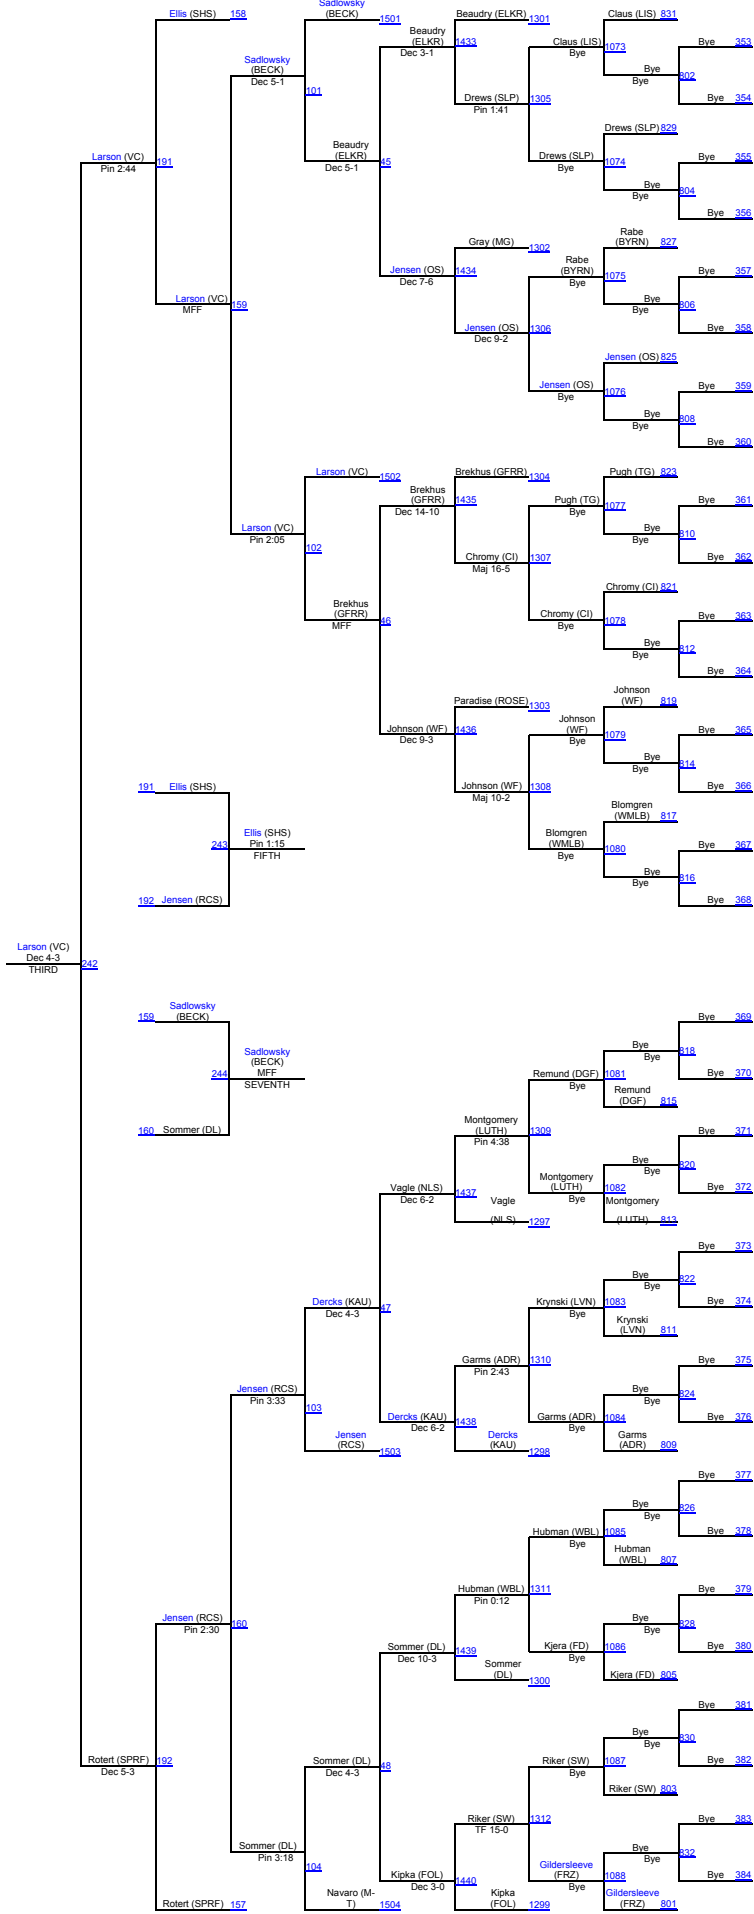 Sadlowsky
Ellis (SHS) 158
(BECK) 1501
Beaudry (ELKR) 1301
Claus (LIS) 831
Beaudry
(ELKR) 1433
Dec 3-1
Claus (LIS) 1073
Bye
Bye 353
Sadlowsky
(BECK)
Dec 5-1
101
Bye
Bye
802
Drews (SLP) 1305
Pin 1:41
Bye 354
Drews (SLP) 829
Beaudry
(ELKR) 45
Dec 5-1
Larson (VC) 191
Pin 2:44
Drews (SLP) 1074
Bye
Bye 355
Bye
Bye
804
Bye 356
Gray (MG) 1302
Rabe
(BYRN) 827
Rabe
(BYRN) 1075
Bye
Jensen (OS) 1434
Dec 7-6
Bye 357
Larson (VC) 159
MFF
Bye
Bye
806
Jensen (OS) 1306
Dec 9-2
Bye 358
Jensen (OS) 825
Jensen (OS) 1076
Bye
Bye 359
Bye
Bye
808
Bye 360
Larson (VC) 1502
Brekhus (GFRR) 1304
Pugh (TG) 823
Brekhus
(GFRR) 1435
Dec 14-10
Pugh (TG) 1077
Bye
Bye 361
Larson (VC)
Pin 2:05
102
Bye
Bye
810
Chromy (CI) 1307
Maj 16-5
Bye 362
Chromy (CI) 821
Brekhus
(GFRR) 46
MFF
Chromy (CI) 1078
Bye
Bye 363
Bye
Bye
812
Bye 364
Paradise (ROSE) 1303
Johnson
(WF) 819
Johnson (WF) 1436
Dec 9-3
Johnson
(WF) 1079
Bye
Bye 365
Bye
Bye
814
191 Ellis (SHS)
Johnson (WF) 1308
Maj 10-2
Bye 366
Blomgren
(WMLB) 817
243
Ellis (SHS)
Pin 1:15
FIFTH
Blomgren
(WMLB) 1080
Bye
Bye 367
Bye
Bye
816
192 Jensen (RCS)
Bye 368
Larson (VC)
Dec 4-3
THIRD
242
159
Sadlowsky
(BECK)
Bye 369
244
Sadlowsky
(BECK)
MFF
SEVENTH
Bye
Bye
818
Remund (DGF) 1081
Bye
Bye 370
Remund
(DGF) 815
160 Sommer (DL)
Montgomery
(LUTH) 1309
Pin 4:38
Bye 371
Bye
Bye
820
Vagle (NLS) 1437
Dec 6-2
Montgomery
(LUTH) 1082
Bye
Bye 372
Vagle
(NLS) 1297
Montgomery
(LUTH) 813
Bye 373
Bye
Bye
822
Dercks (KAU) 47
Dec 4-3
Krynski (LVN) 1083
Bye
Bye 374
Krynski
(LVN) 811
Garms (ADR) 1310
Pin 2:43
Bye 375
Jensen (RCS)
Pin 3:33
103
Bye
Bye
824
Dercks (KAU) 1438
Dec 6-2
Garms (ADR) 1084
Bye
Bye 376
Jensen
(RCS) 1503
Dercks
(KAU) 1298
Garms
(ADR) 809
Bye 377
Bye
Bye
826
Hubman (WBL) 1085
Bye
Bye 378
Hubman
(WBL) 807
Hubman (WBL) 1311
Pin 0:12
Bye 379
Jensen (RCS) 160
Pin 2:30
Bye
Bye
828
Sommer (DL) 1439
Dec 10-3
Kjera (FD) 1086
Bye
Bye 380
Sommer
(DL) 1300
Kjera (FD) 805
Bye 381
Bye
Bye
830
Rotert (SPRF) 192
Dec 5-3
Sommer (DL) 48
Dec 4-3
Riker (SW) 1087
Bye
Bye 382
Riker (SW) 803
Riker (SW) 1312
TF 15-0
Bye 383
Sommer (DL)
Pin 3:18
104
Bye
Bye
832
Kipka (FOL) 1440
Dec 3-0
Gildersleeve
(FRZ) 1088
Bye
Bye 384
Rotert (SPRF) 157
Navaro (M-
T) 1504
Kipka
(FOL) 1299
Gildersleeve
(FRZ) 801